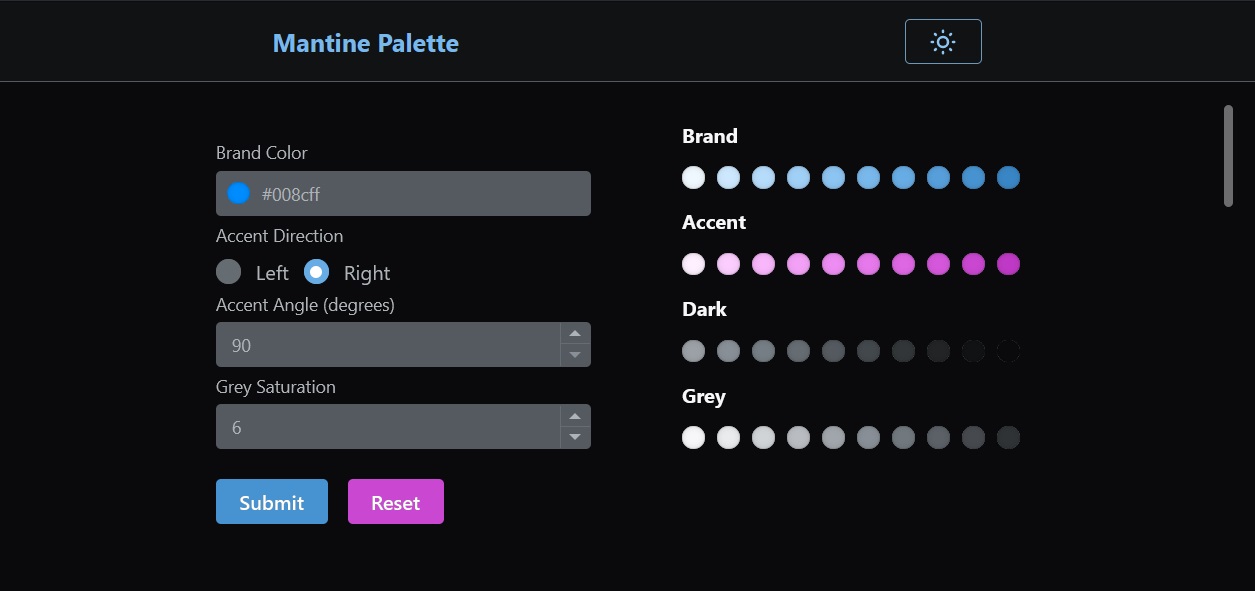 Mantine Palette
Brand Color
#008cff
Accent Direction
Left Right
Accent Angle (degrees)
90
Grey Saturation
6
Submit Reset
Brand
Accent
Dark
Grey